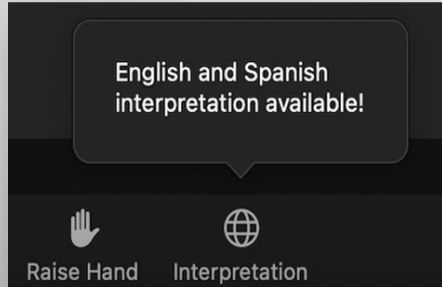 English and Spanish
interpretation available!
Raise Hand
Interpretation